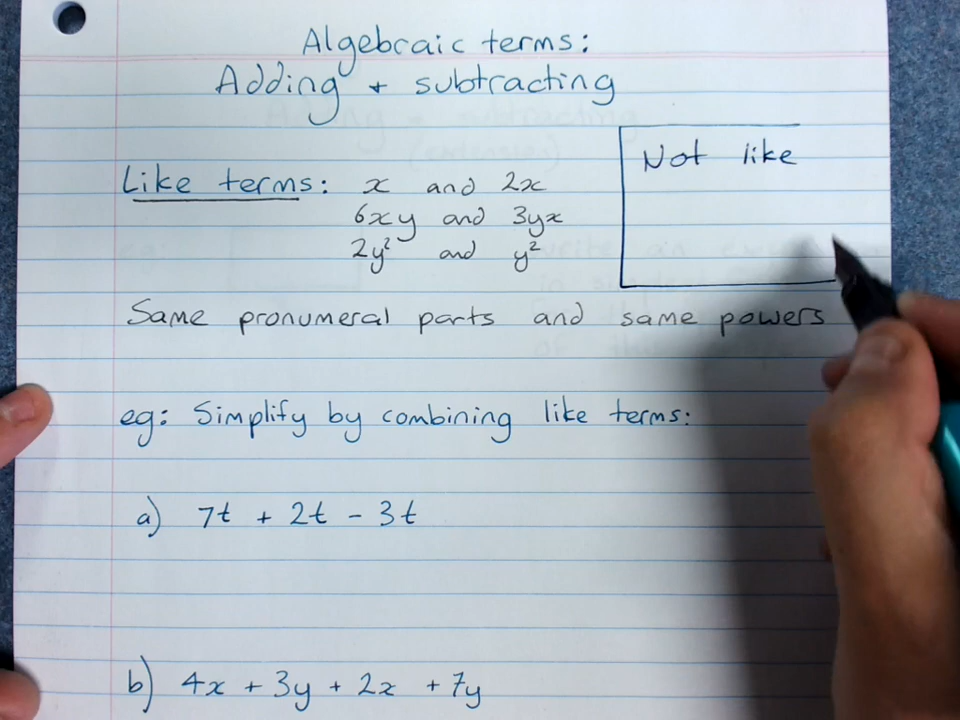 Algebraic terms:
Adding + subtracting
Not like
Like terms: x and 2x
6xy and 3yx
2y² and y²
Same pronumeral parts and same powers
eg: Simplify by combining like terms:
a) 7t + 2t - 3t
b) 4x + 3y + 2x + 7y